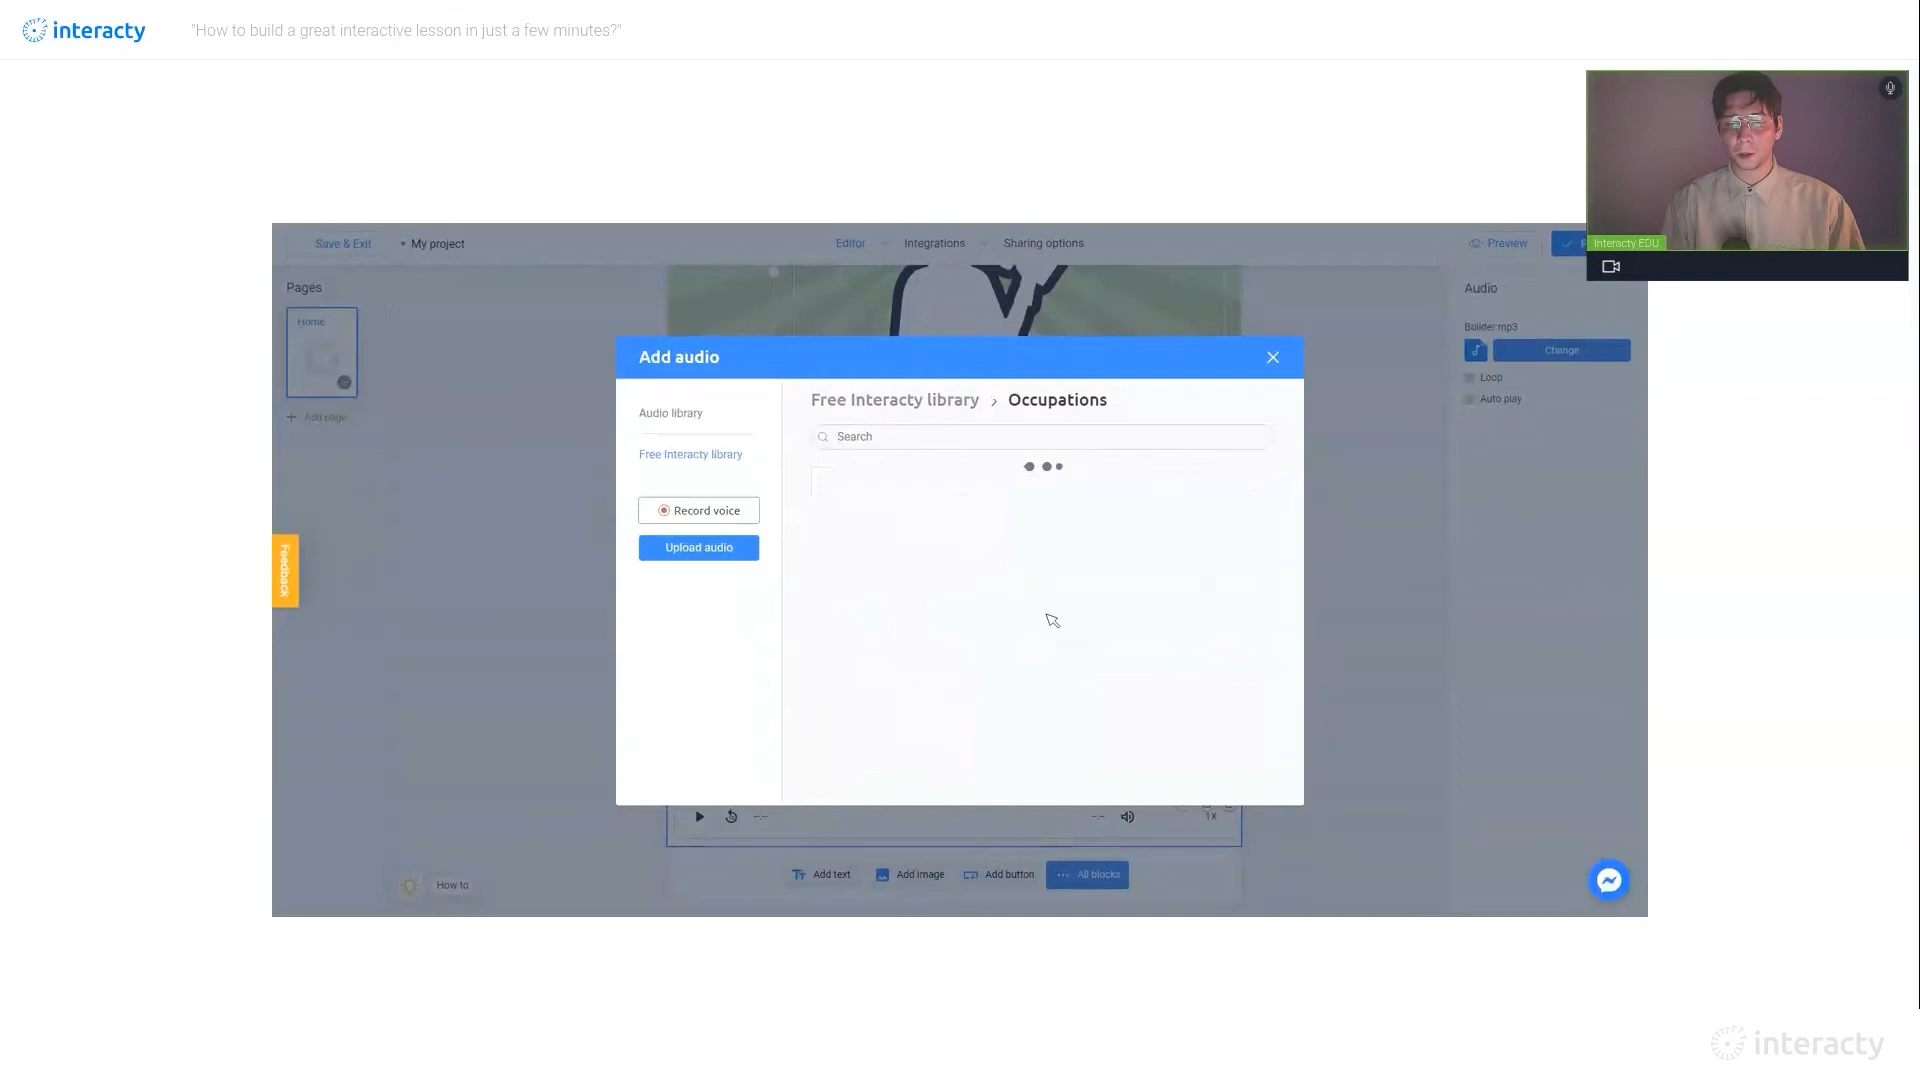 interacty
"How to build a great interactive lesson in just a few minutes?"
Interacty EDU
Save & Exit
• My project
Editor
Integrations
Sharing options
Preview
Pages
Home
Add page
Audio
Builder.mp3
Change
Loop
Auto play
Add audio
Audio library
Free Interacty library
Record voice
Upload audio
Free Interacty library > Occupations
Search
Feedback
1X
Add text
Add image
Add button
All blocks
How to
interacty